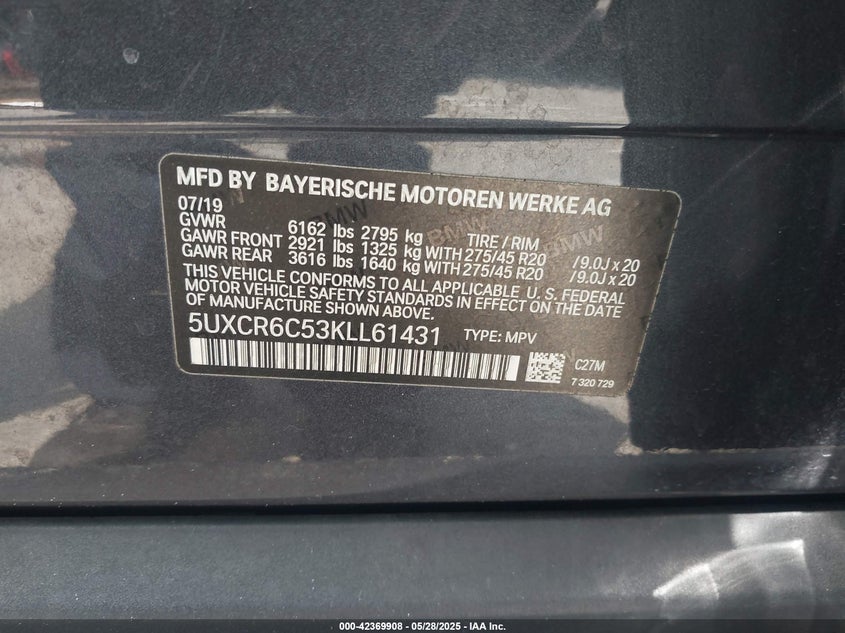 MFD BY BAYERISCHE MOTOREN WERKE AG
07/19
GVWR 6162 lbs 2795 kg TIRE / RIM
GAWR FRONT 2921 lbs 1325 kg WITH 275/45 R20 /9.0J x 20
GAWR REAR 3616 lbs 1640 kg WITH 275/45 R20 /9.0J x 20
THIS VEHICLE CONFORMS TO ALL APPLICABLE U.S. FEDERAL
MOTOR VEHICLE SAFETY STANDARDS IN EFFECT ON THE DATE
OF MANUFACTURE SHOWN ABOVE.
5UXCR6C53KLL61431 TYPE: MPV
C27M
7 320 729
BMW
BMW
000-42369908 - 05/28/2025 - IAA Inc.